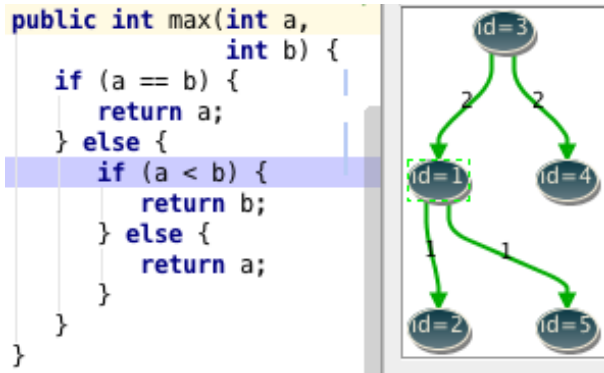 public int max(int a,
int b) {
if (a == b) {
return a;
} else {
if (a < b) {
return b;
} else {
return a;
}
}
}
id=3
2 2
id=1 id=4
1 1
id=2 id=5